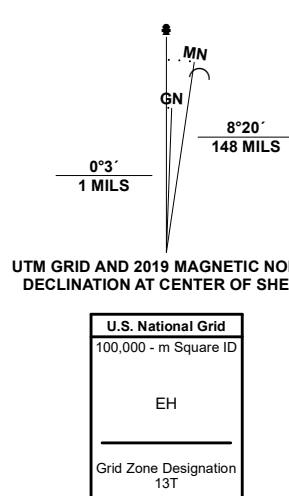 MN
GN
8°20´
148 MILS
0°3´
1 MILS
UTM GRID AND 2019 MAGNETIC NO
DECLINATION AT CENTER OF SHE
U.S. National Grid
100,000 - m Square ID
EH
Grid Zone Designation
13T